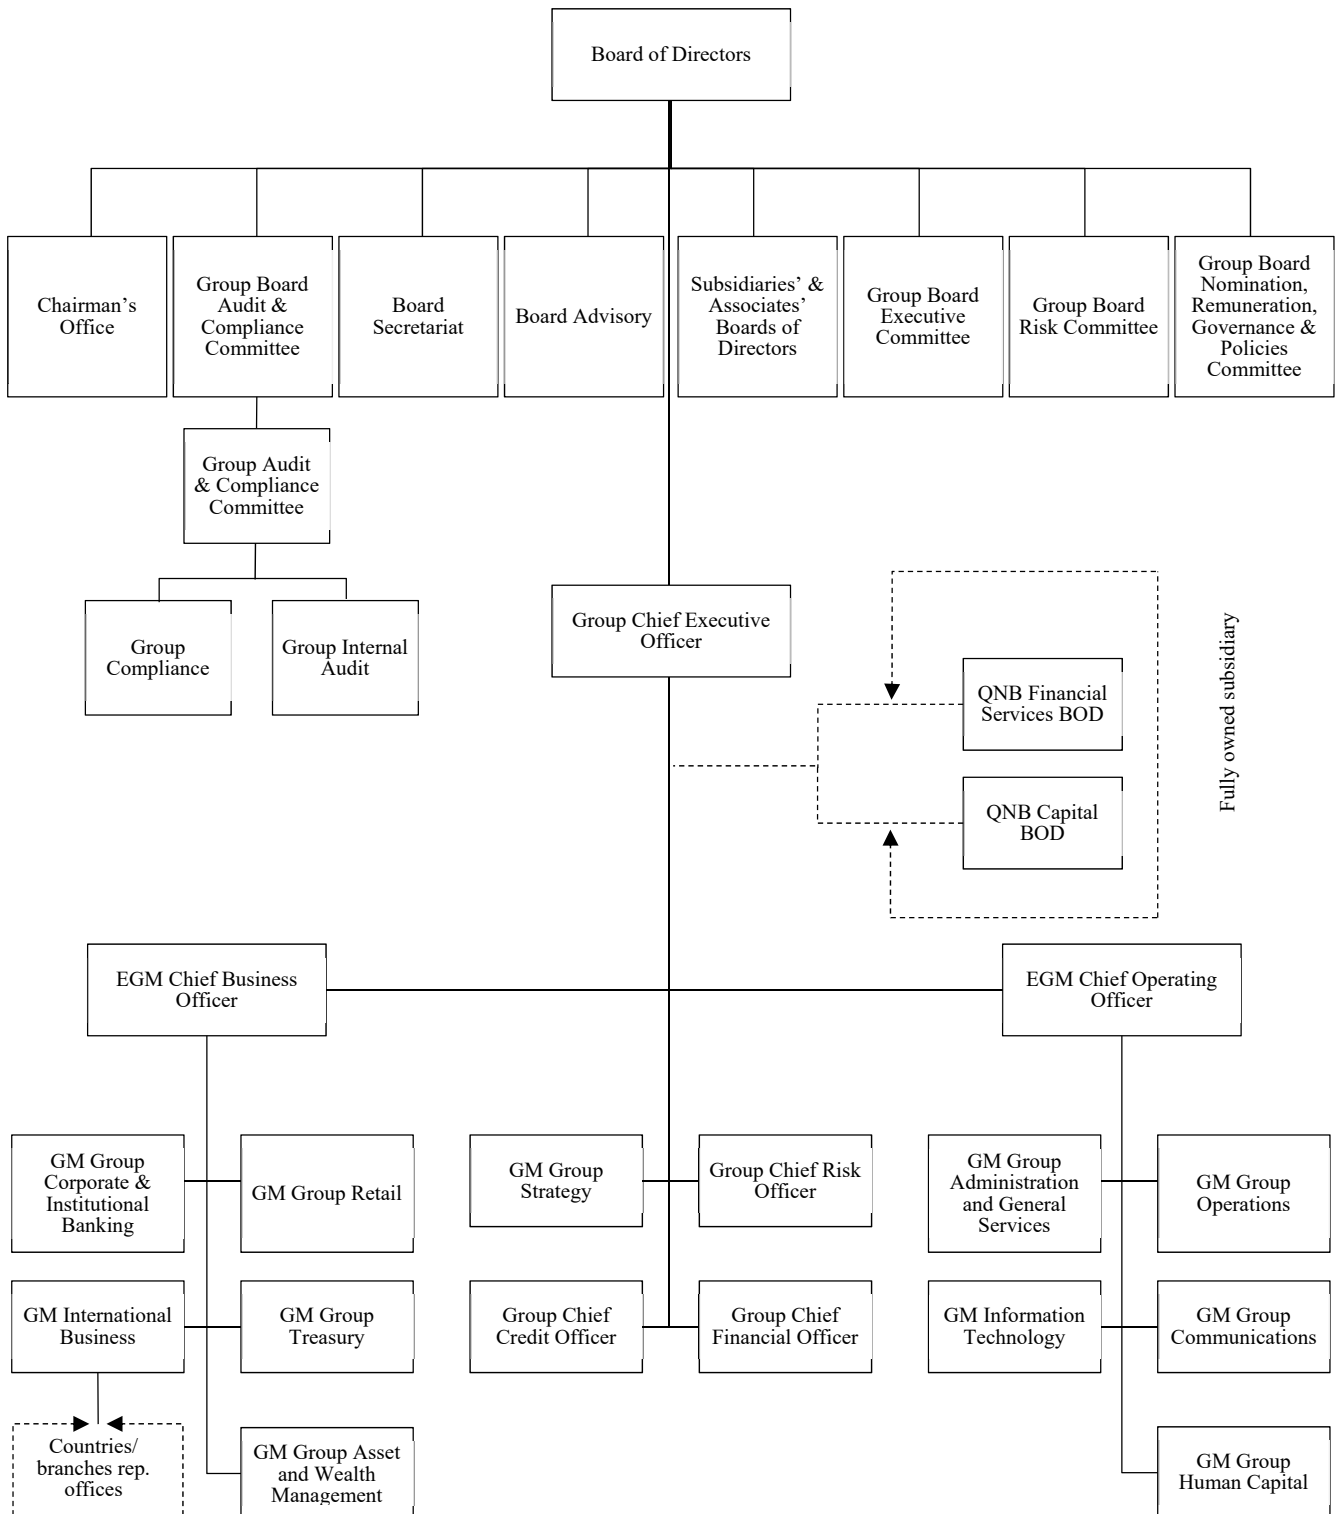 Board of Directors
Chairman's
Office
Group Board
Audit &
Compliance
Committee
Board
Secretariat
Board Advisory
Subsidiaries' &
Associates'
Boards of
Directors
Group Board
Executive
Committee
Group Board
Risk Committee
Group Board
Nomination,
Remuneration,
Governance &
Policies
Committee
Group Audit
& Compliance
Committee
Group
Compliance
Group Internal
Audit
Group Chief Executive
Officer
QNB Financial
Services BOD
QNB Capital
BOD
Fully owned subsidiary
EGM Chief Business
Officer
EGM Chief Operating
Officer
GM Group
Corporate &
Institutional
Banking
GM Group Retail
GM Group
Strategy
Group Chief Risk
Officer
GM Group
Administration
and General
Services
GM Group
Operations
GM International
Business
GM Group
Treasury
Group Chief
Credit Officer
Group Chief
Financial Officer
GM Information
Technology
GM Group
Communications
Countries/
branches rep.
offices
GM Group Asset
and Wealth
Management
GM Group
Human Capital